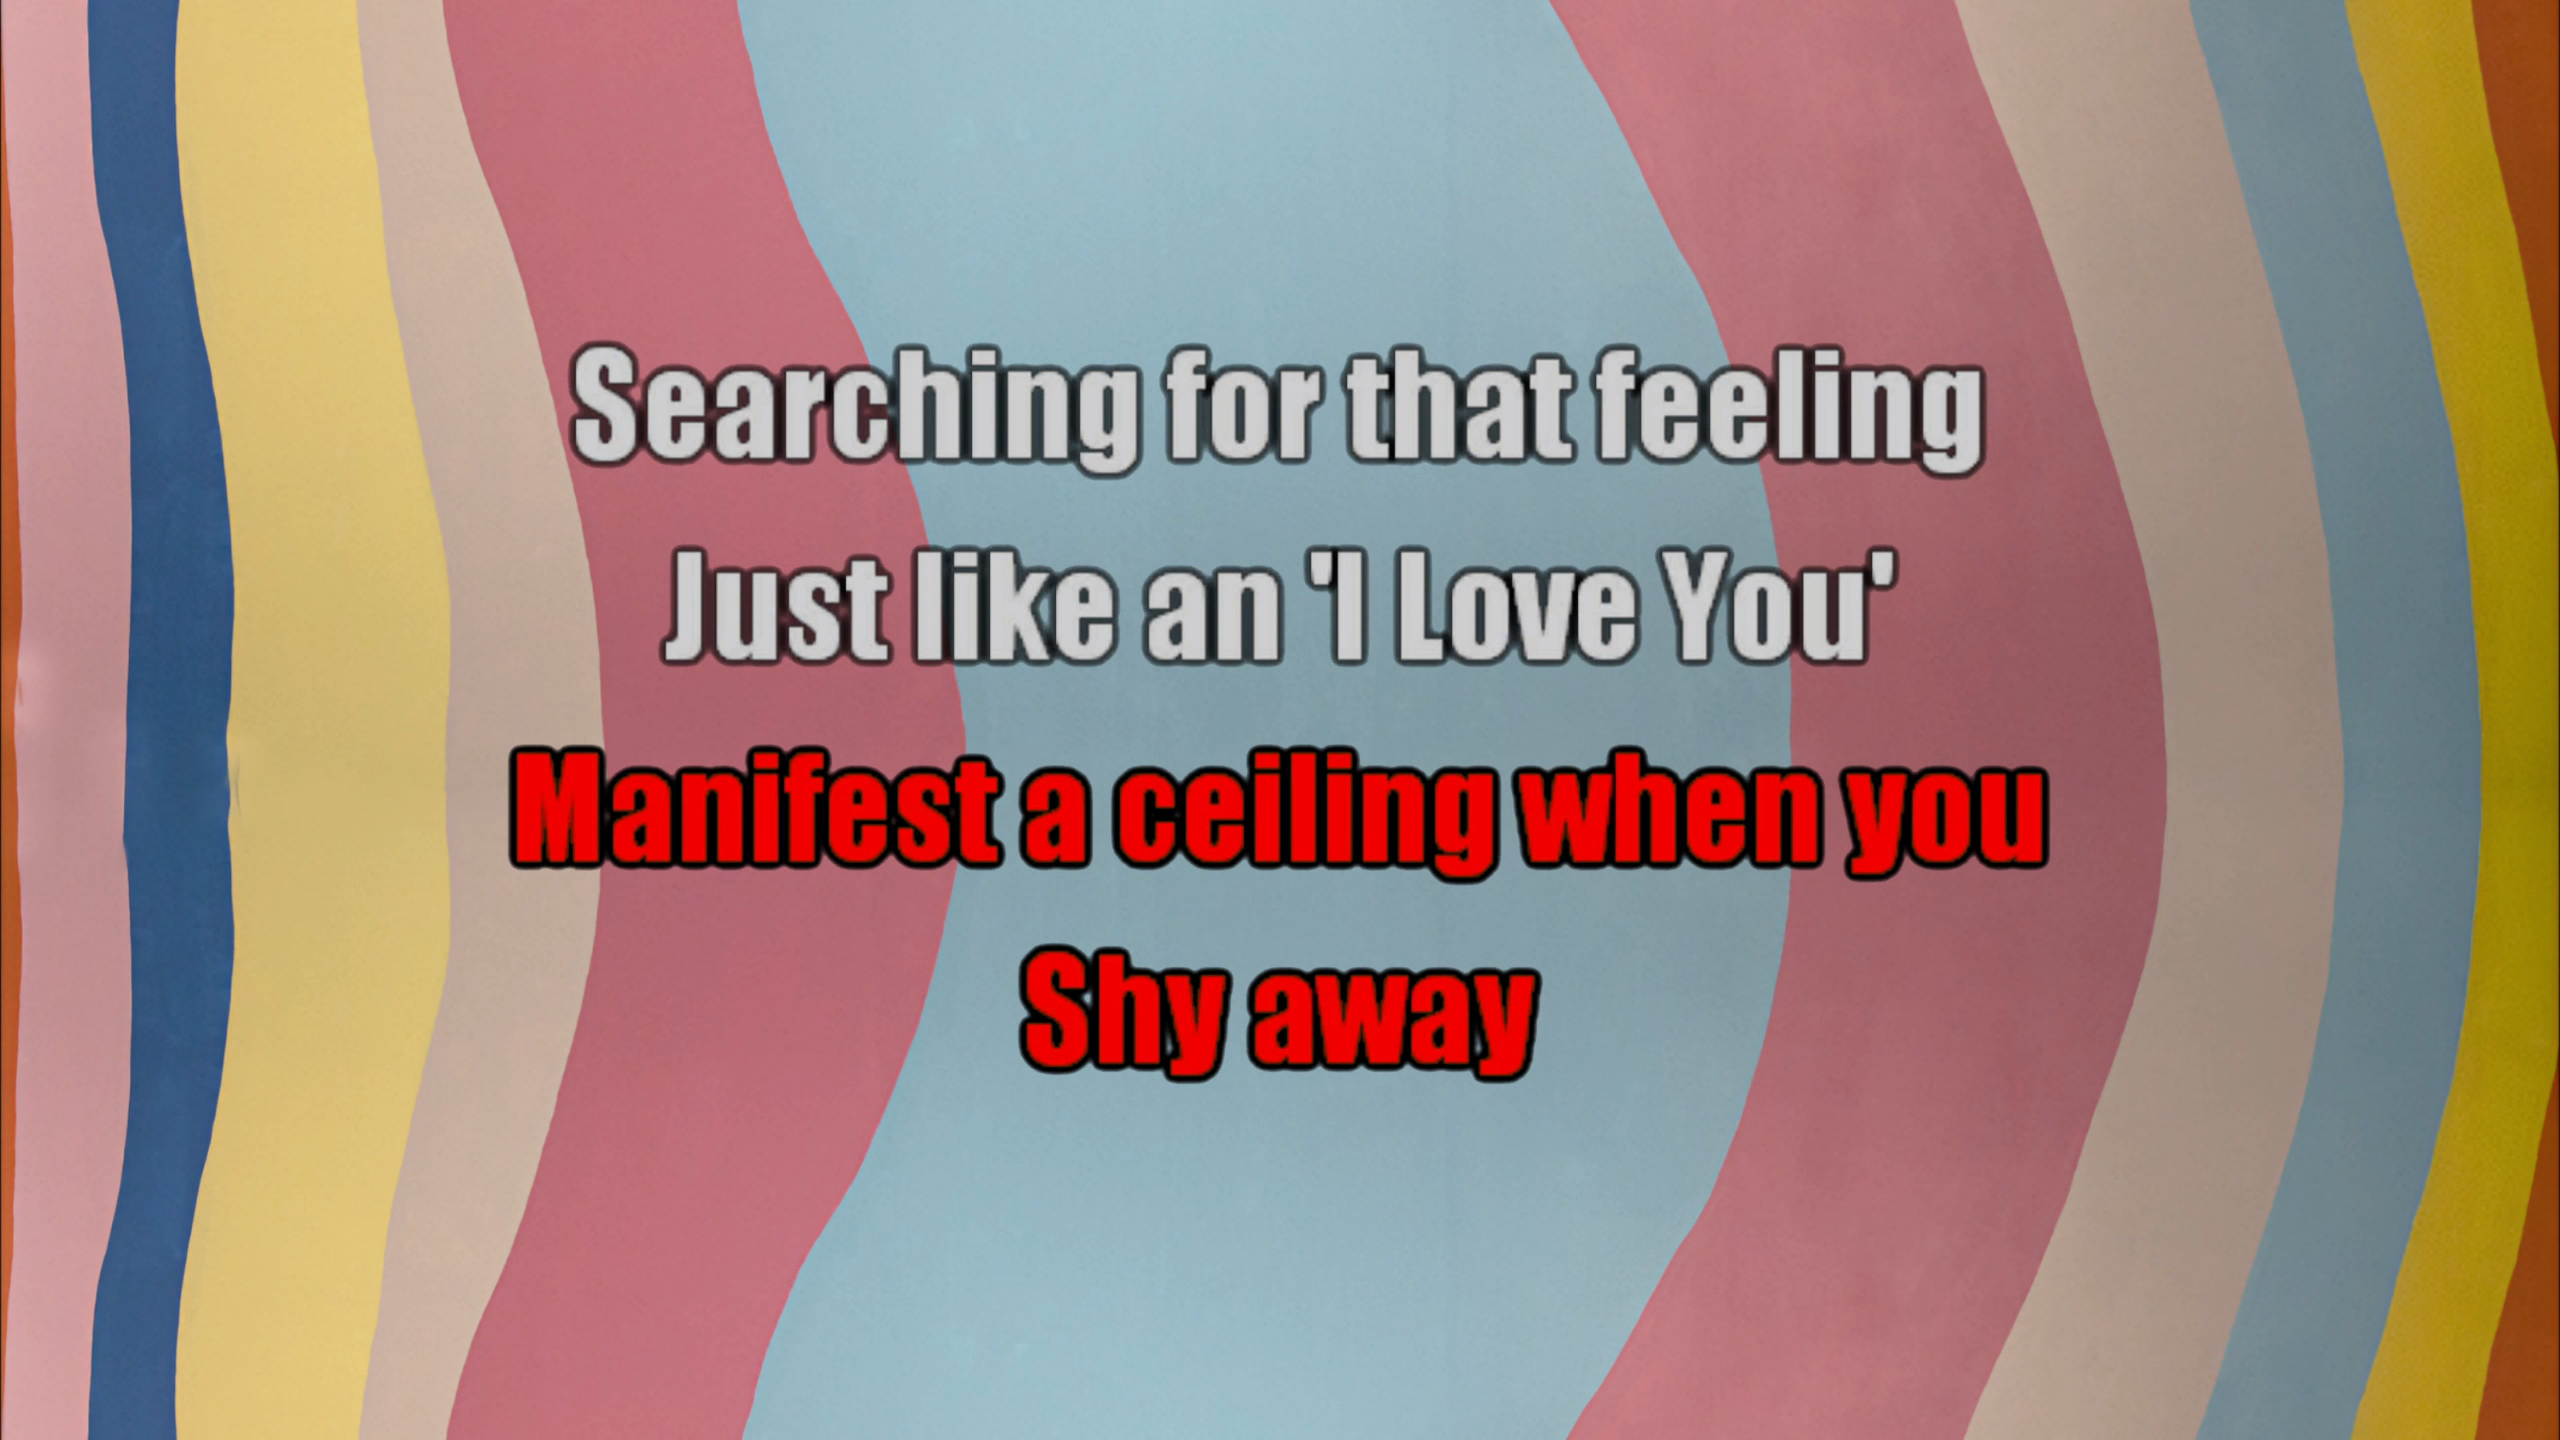 Searching for that feeling
Just like an 'I Love You'
Manifest a ceiling when you
Shy away